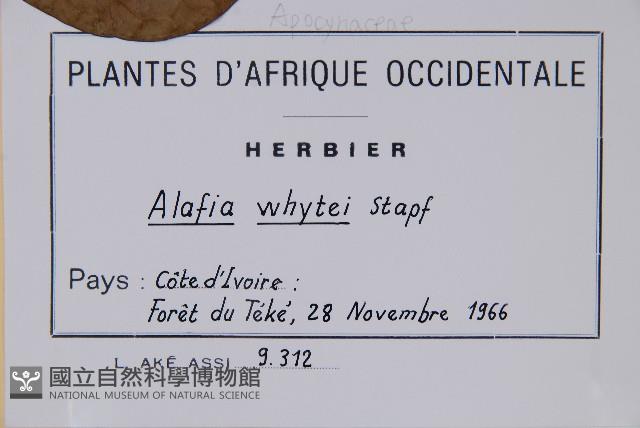 Apocynaceae
PLANTES D'AFRIQUE OCCIDENTALE
HERBIER
Alafia whytei Stapf
Pays : Côte d'Ivoire :
Forêt du Téké, 28 Novembre 1966
L. AKÉ ASSI 9.312
國立自然科學博物館
NATIONAL MUSEUM OF NATURAL SCIENCE